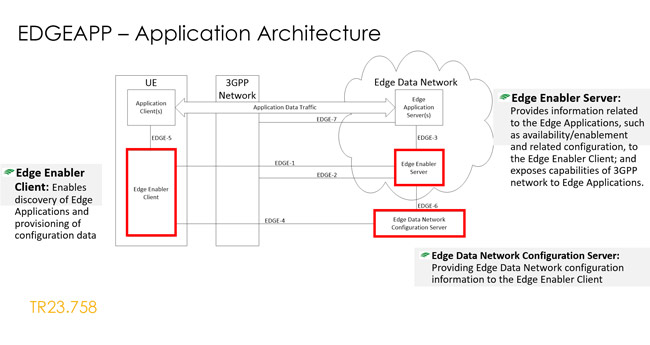 EDGEAPP – Application Architecture
UE
3GPP
Network
Edge Data Network
Application
Client(s)
Application Data Traffic
Edge
Application
Server(s)
EDGE-7
EDGE-5
EDGE-3
EDGE-1
EDGE-2
Edge Enabler
Client
Edge Enabler
Server
EDGE-6
EDGE-4
Edge Data Network
Configuration Server
Edge Enabler Server:
Provides information related
to the Edge Applications, such
as availability/enablement
and related configuration, to
the Edge Enabler Client; and
exposes capabilities of 3GPP
network to Edge Applications.
Edge Enabler
Client: Enables
discovery of Edge
Applications and
provisioning of
configuration data
Edge Data Network Configuration Server:
Providing Edge Data Network configuration
information to the Edge Enabler Client
TR23.758